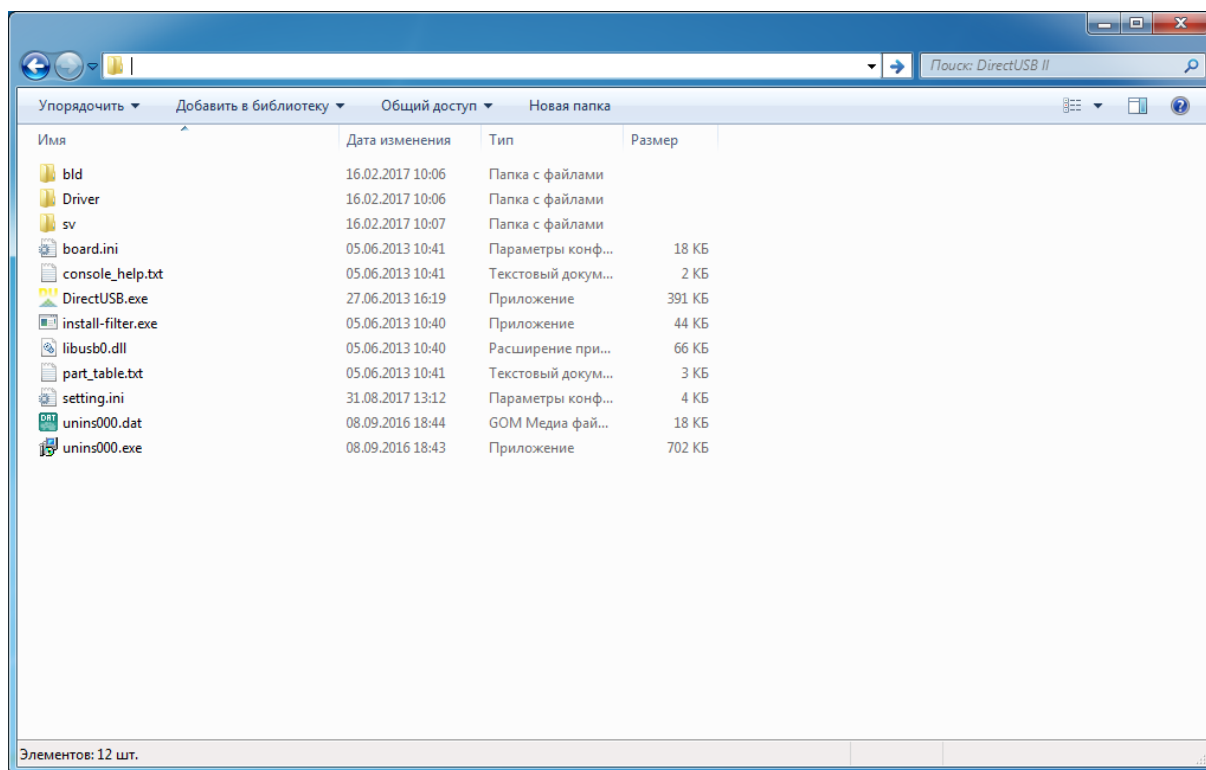 Поиск: DirectUSB II
Упорядочить Добавить в библиотеку Общий доступ Новая папка
Имя Дата изменения Тип Размер
bld 16.02.2017 10:06 Папка с файлами
Driver 16.02.2017 10:06 Папка с файлами
sv 16.02.2017 10:07 Папка с файлами
board.ini 05.06.2013 10:41 Параметры конф... 18 КБ
console_help.txt 05.06.2013 10:41 Текстовый докум... 2 КБ
DirectUSB.exe 27.06.2013 16:19 Приложение 391 КБ
install-filter.exe 05.06.2013 10:40 Приложение 44 КБ
libusb0.dll 05.06.2013 10:40 Расширение при... 66 КБ
part_table.txt 05.06.2013 10:41 Текстовый докум... 3 КБ
setting.ini 31.08.2017 13:12 Параметры конф... 4 КБ
unins000.dat 08.09.2016 18:44 GOM Медиа фай... 18 КБ
unins000.exe 08.09.2016 18:43 Приложение 702 КБ
Элементов: 12 шт.